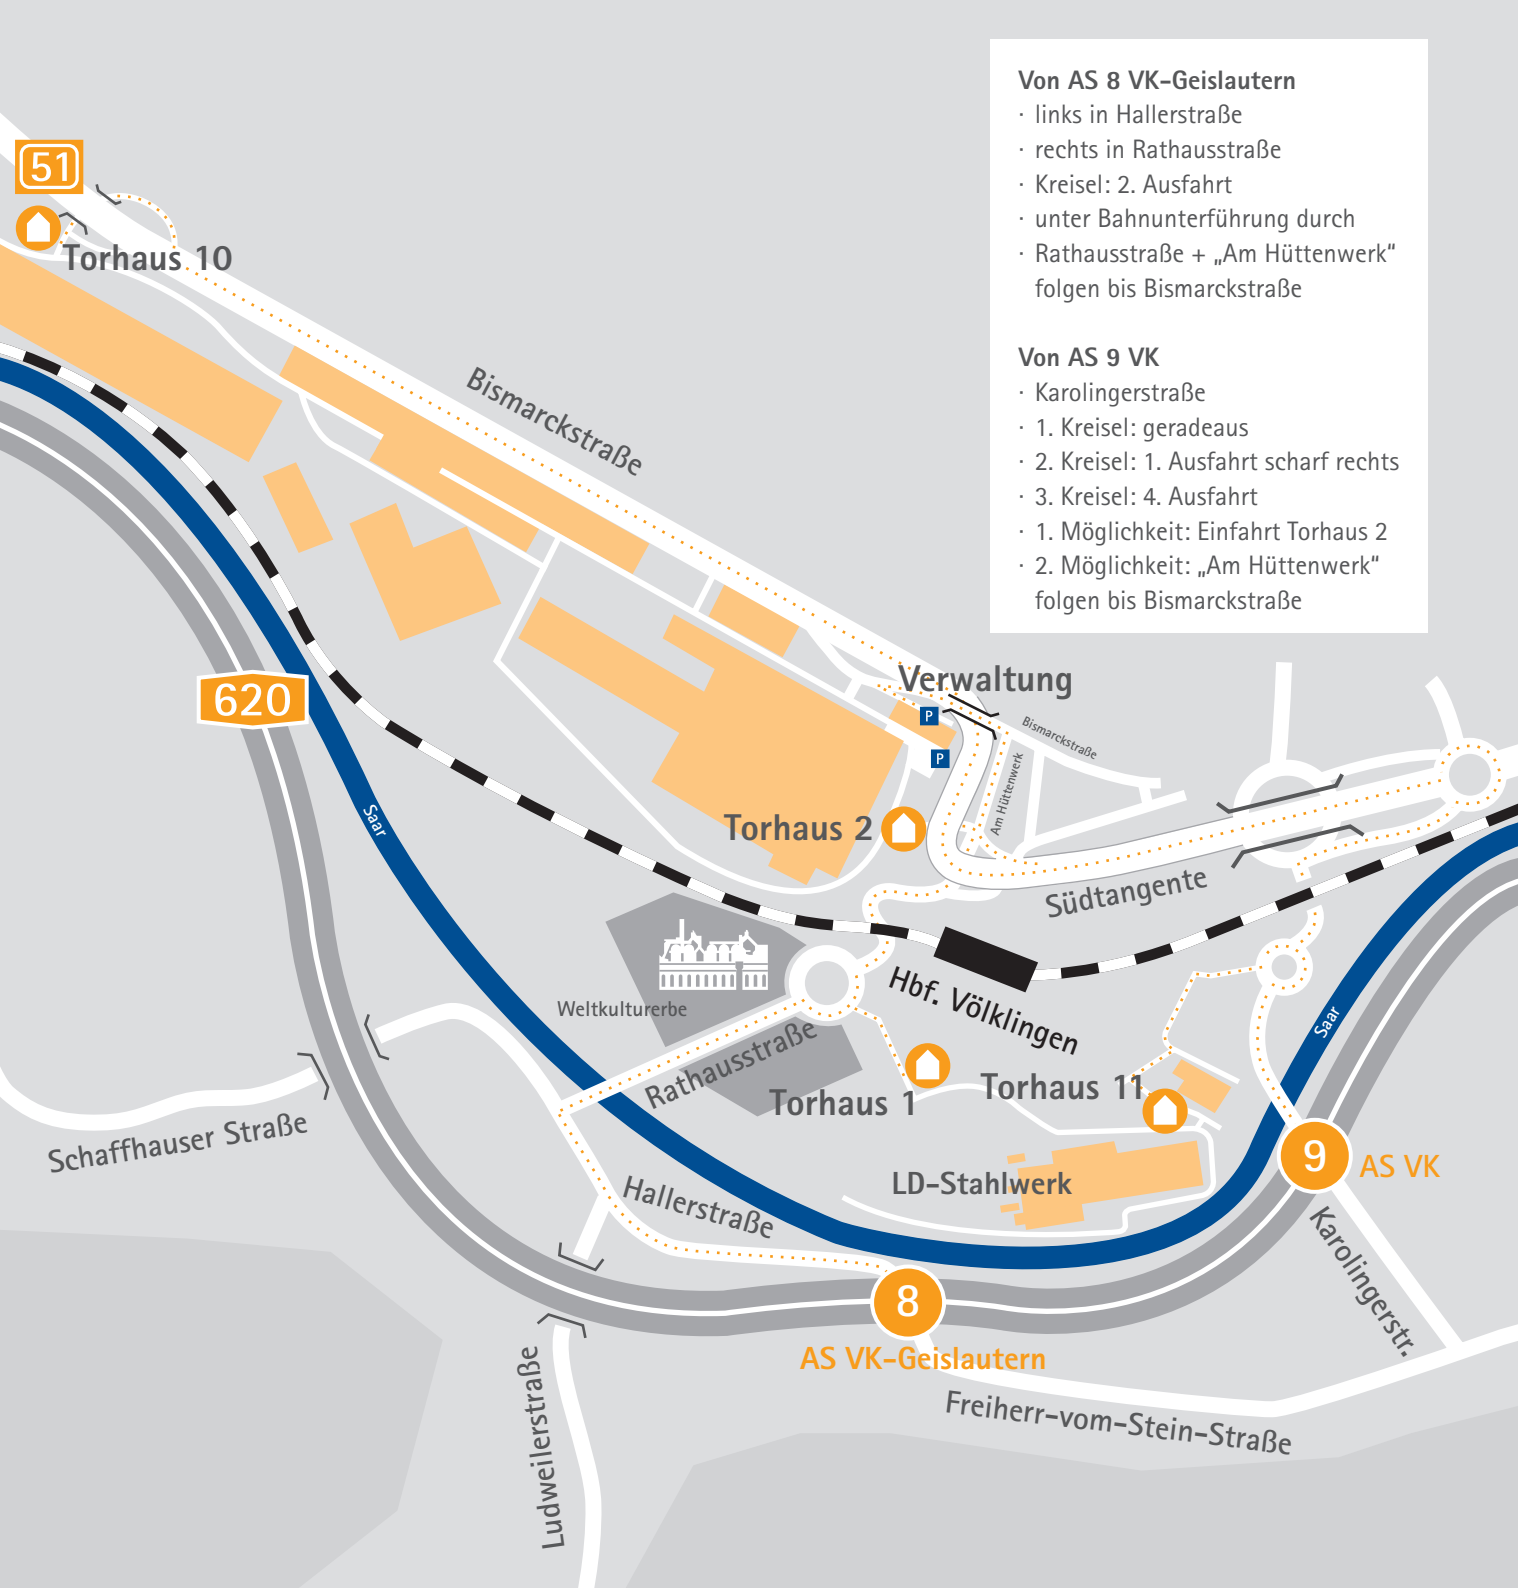 Von AS 8 VK-Geislautern
· links in Hallerstraße
· rechts in Rathausstraße
· Kreisel: 2. Ausfahrt
· unter Bahnunterführung durch
· Rathausstraße + „Am Hüttenwerk“
folgen bis Bismarckstraße
Von AS 9 VK
· Karolingerstraße
· 1. Kreisel: geradeaus
· 2. Kreisel: 1. Ausfahrt scharf rechts
· 3. Kreisel: 4. Ausfahrt
· 1. Möglichkeit: Einfahrt Torhaus 2
· 2. Möglichkeit: „Am Hüttenwerk“
folgen bis Bismarckstraße
51
Torhaus 10
Bismarckstraße
620
Verwaltung
P
P
Bismarckstraße
Am Hüttenwerk
Saar
Torhaus 2
Südtangente
Hbf. Völklingen
Weltkulturerbe
Rathausstraße
Saar
Torhaus 1
Torhaus 11
Schaffhauser Straße
9
AS VK
LD-Stahlwerk
Hallerstraße
Karolingerstr.
8
AS VK-Geislautern
Ludweilerstraße
Freiherr-vom-Stein-Straße